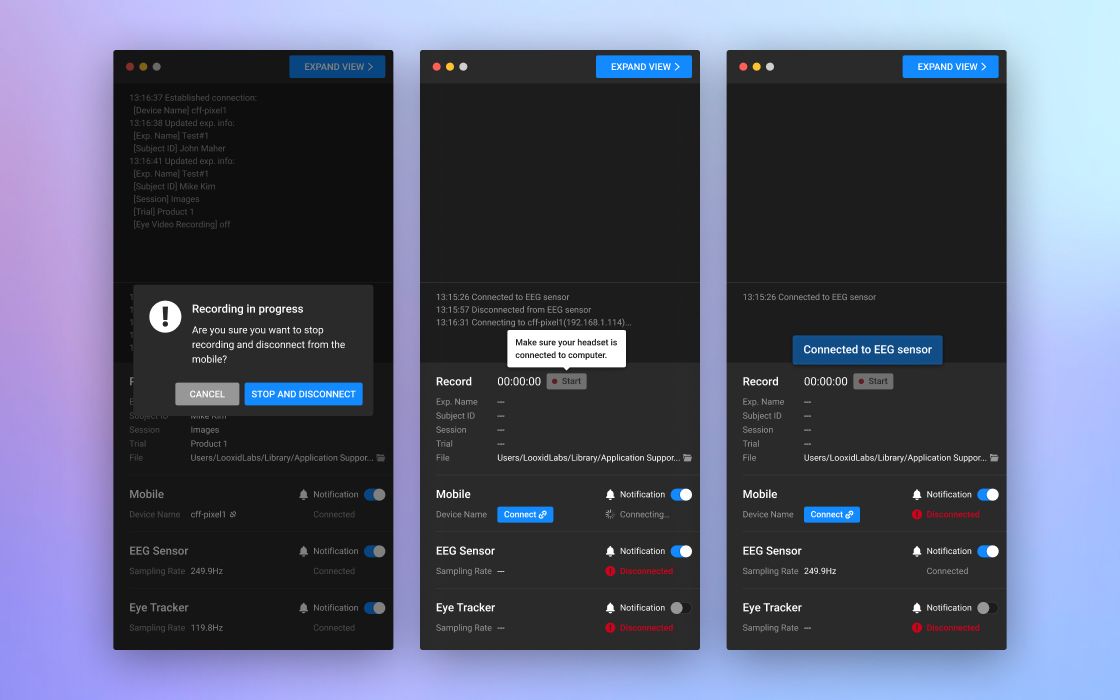 EXPAND VIEW
13:16:37 Established connection:
[Device Name] cff-pixel1
13:16:38 Updated exp. info:
[Exp. Name] Test#1
[Subject ID] John Maher
13:16:41 Updated exp. info:
[Exp. Name] Test#1
[Subject ID] Mike Kim
[Session] Images
[Trial] Product 1
[Eye Video Recording] off
Recording in progress
Are you sure you want to stop
recording and disconnect from the
mobile?
CANCEL
STOP AND DISCONNECT
Subject ID Mike Kim
Session Images
Trial Product 1
File Users/LooxidLabs/Library/Application Suppor...
Mobile Notification
Device Name cff-pixel1 Connected
EEG Sensor Notification
Sampling Rate 249.9Hz Connected
Eye Tracker Notification
Sampling Rate 119.8Hz Connected
EXPAND VIEW
13:15:26 Connected to EEG sensor
13:15:57 Disconnected from EEG sensor
13:16:31 Connecting to cff-pixel1(192.168.1.114)...
Make sure your headset is
connected to computer.
Record 00:00:00 Start
Exp. Name ---
Subject ID ---
Session ---
Trial ---
File Users/LooxidLabs/Library/Application Suppor...
Mobile Notification
Device Name Connect Connecting...
EEG Sensor Notification
Sampling Rate --- Disconnected
Eye Tracker Notification
Sampling Rate --- Disconnected
EXPAND VIEW
13:15:26 Connected to EEG sensor
Connected to EEG sensor
Record 00:00:00 Start
Exp. Name ---
Subject ID ---
Session ---
Trial ---
File Users/LooxidLabs/Library/Application Suppor...
Mobile Notification
Device Name Connect Disconnected
EEG Sensor Notification
Sampling Rate 249.9Hz Connected
Eye Tracker Notification
Sampling Rate --- Disconnected